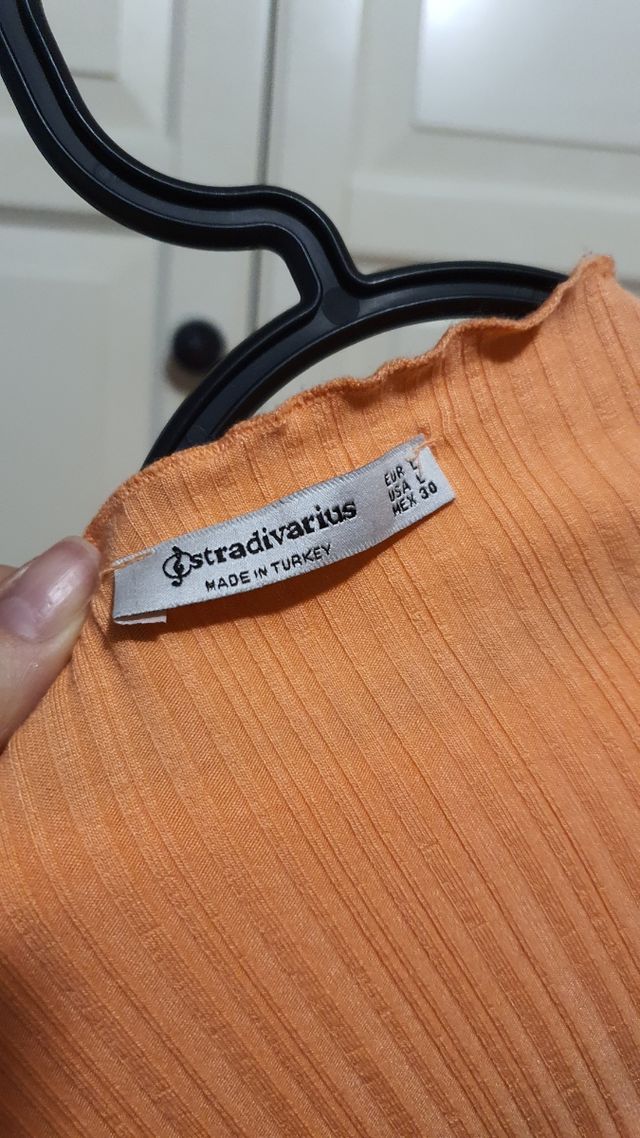 stradivarius
MADE IN TURKEY
EUR L
USA L
MEX 30